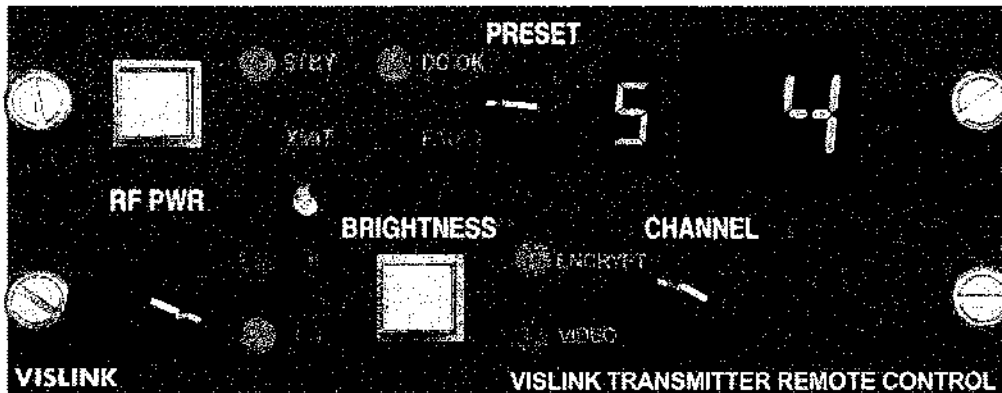 PRESET
STBY DC OK
5 4
XMIT
RF PWR
BRIGHTNESS CHANNEL
ENCRYPT
VIDEO
VISLINK VISLINK TRANSMITTER REMOTE CONTROL